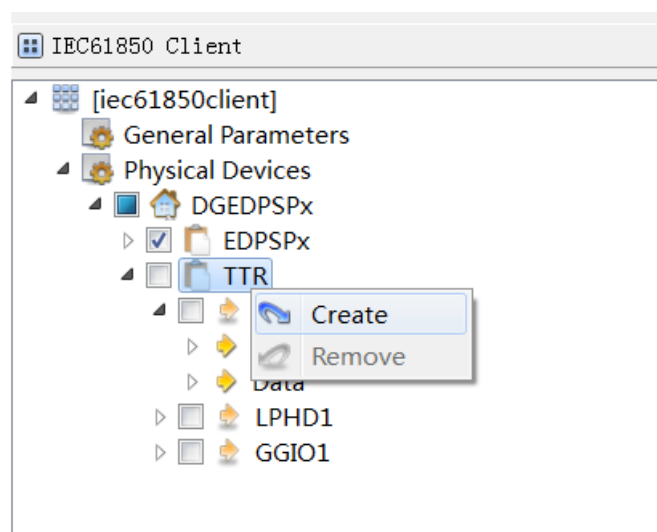 IEC61850 Client
[iec61850client]
General Parameters
Physical Devices
DGEDPSPx
EDPSPx
TTR
Create
Remove
Data
LPHD1
GGIO1